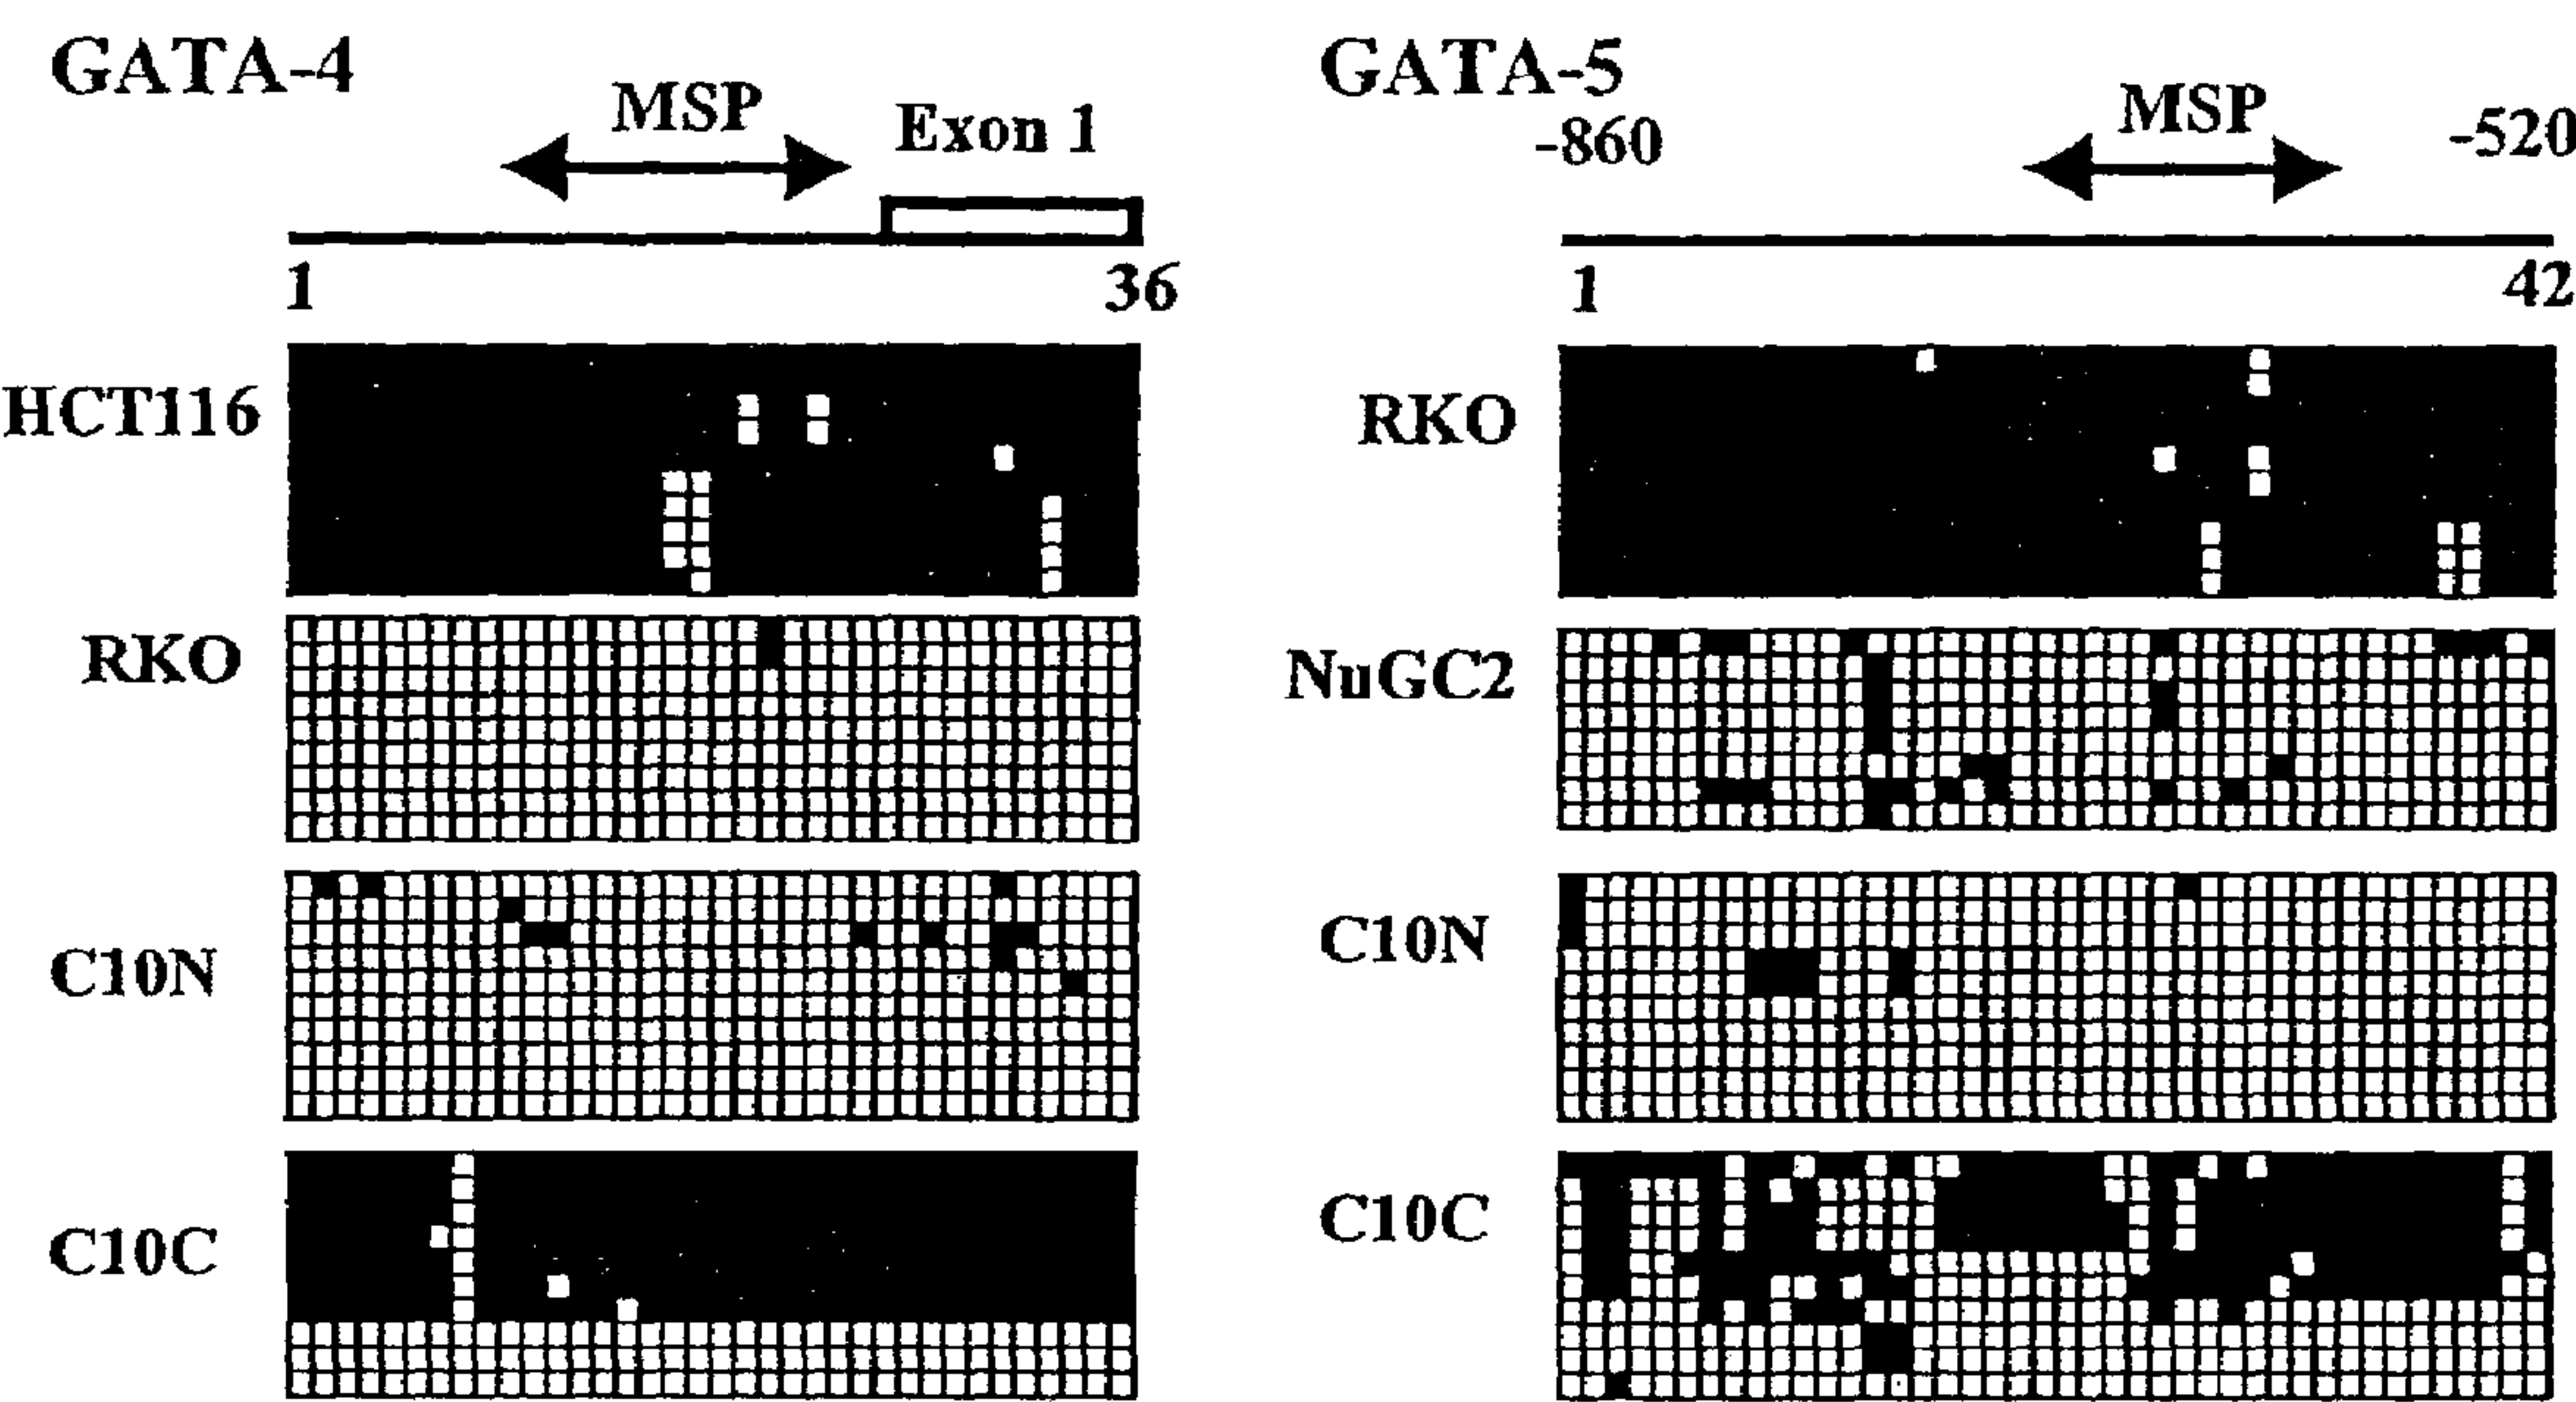 GATA-4
MSP
Exon 1
1 36
HCT116
RKO
C10N
C10C
GATA-5
-860 MSP -520
1 42
RKO
NuGC2
C10N
C10C